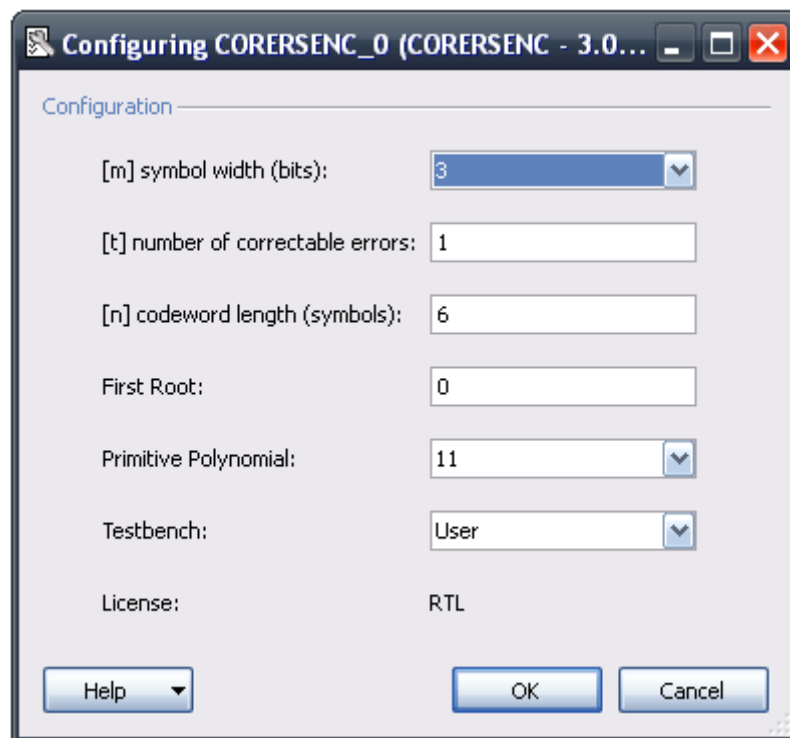 Configuring CORERSENC_0 (CORERSENC - 3.0...
Configuration
[m] symbol width (bits): 3
[t] number of correctable errors: 1
[n] codeword length (symbols): 6
First Root: 0
Primitive Polynomial: 11
Testbench: User
License: RTL
Help OK Cancel